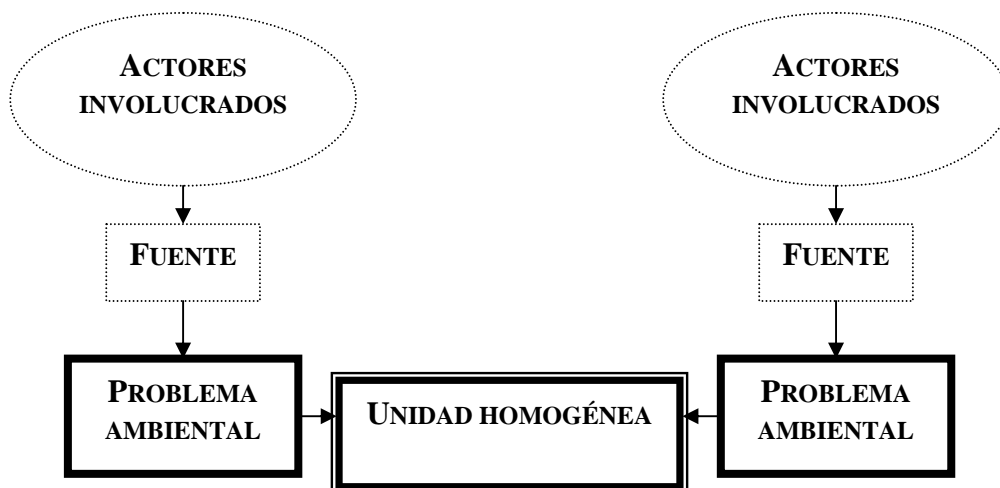 ACTORES
INVOLUCRADOS
ACTORES
INVOLUCRADOS
FUENTE
FUENTE
PROBLEMA
AMBIENTAL
UNIDAD HOMOGÉNEA
PROBLEMA
AMBIENTAL